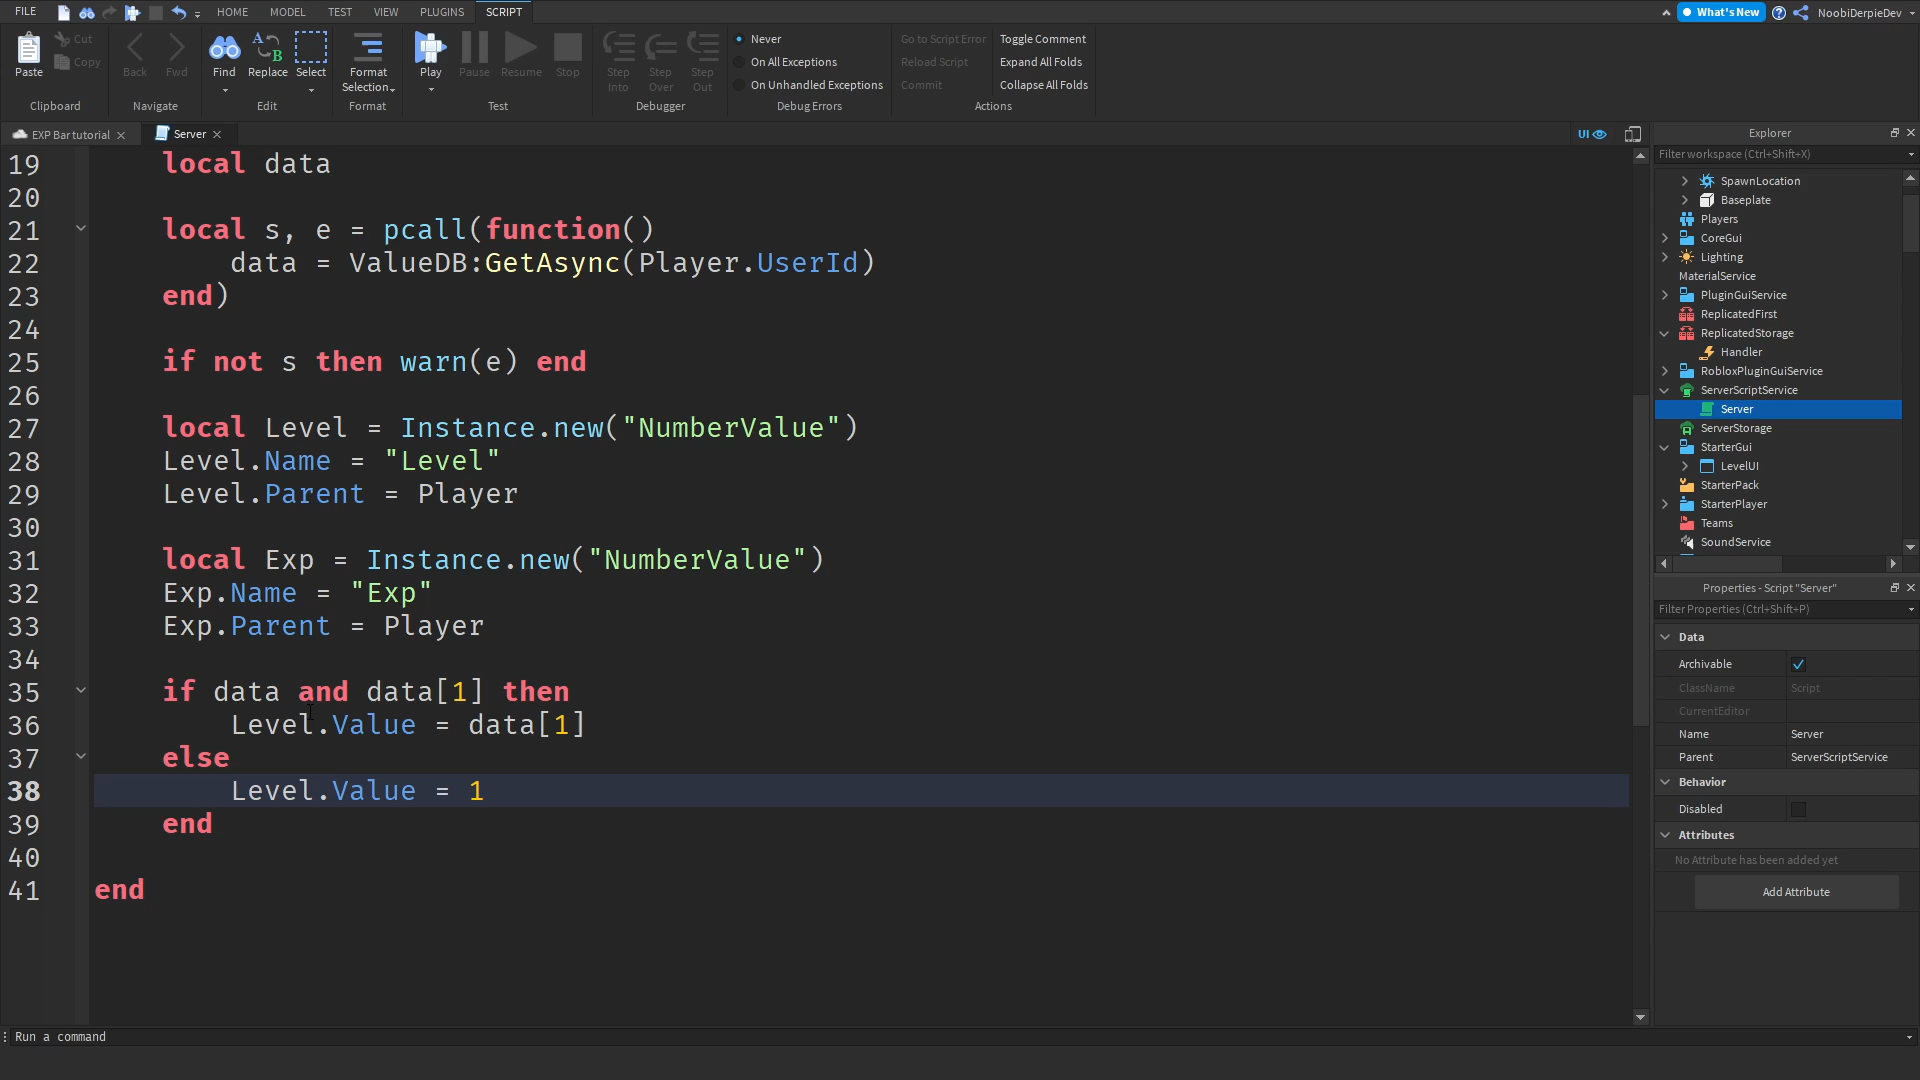 FILE HOME MODEL TEST VIEW PLUGINS SCRIPT What's New NoobiDerpieDev
Paste Cut Copy Clipboard
Back Fwd Navigate
Find Replace Select Edit
Format Selection Format
Play Pause Resume Stop Test
Step Into Step Over Step Out Debugger
Never
On All Exceptions
On Unhandled Exceptions
Debug Errors
Go to Script Error Toggle Comment
Reload Script Expand All Folds
Commit Collapse All Folds
Actions
EXP Bar tutorial Server UI
19 local data
20
21 local s, e = pcall(function()
22 data = ValueDB:GetAsync(Player.UserId)
23 end)
24
25 if not s then warn(e) end
26
27 local Level = Instance.new("NumberValue")
28 Level.Name = "Level"
29 Level.Parent = Player
30
31 local Exp = Instance.new("NumberValue")
32 Exp.Name = "Exp"
33 Exp.Parent = Player
34
35 if data and data[1] then
36 Level.Value = data[1]
37 else
38 Level.Value = 1
39 end
40
41 end
Explorer
Filter workspace (Ctrl+Shift+X)
SpawnLocation
Baseplate
Players
CoreGui
Lighting
MaterialService
PluginGuiService
ReplicatedFirst
ReplicatedStorage
Handler
RobloxPluginGuiService
ServerScriptService
Server
ServerStorage
StarterGui
LevelUI
StarterPack
StarterPlayer
Teams
SoundService
Properties - Script "Server"
Filter Properties (Ctrl+Shift+P)
Data
Archivable
ClassName Script
CurrentEditor
Name Server
Parent ServerScriptService
Behavior
Disabled
Attributes
No Attribute has been added yet
Add Attribute
Run a command